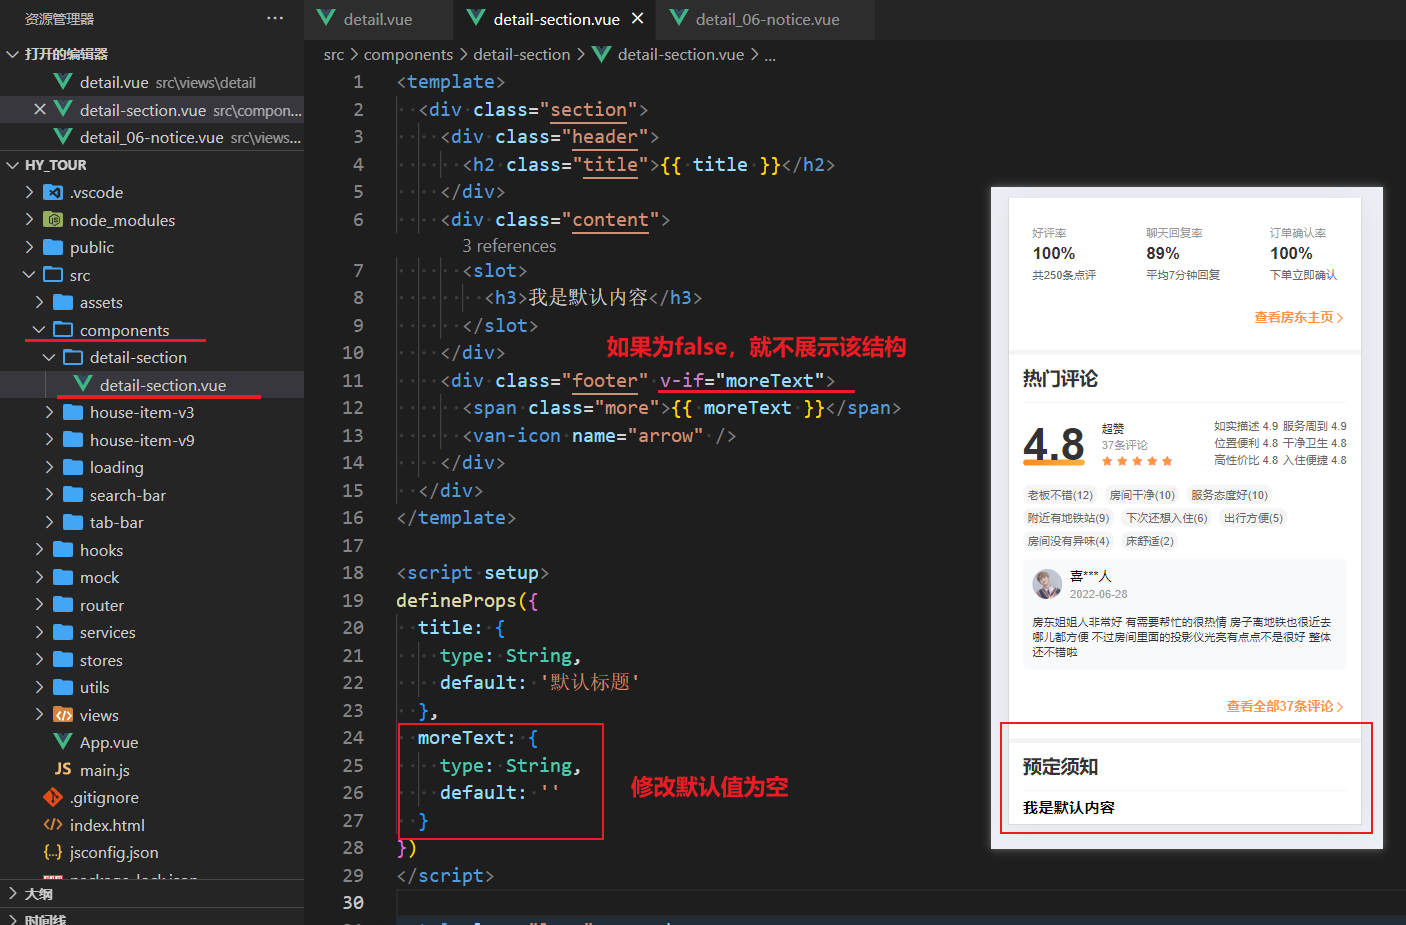 资源管理器
···
打开的编辑器
detail.vue src\views\detail
detail-section.vue src\compon...
detail_06-notice.vue src\views...
HY_TOUR
.vscode
node_modules
public
src
assets
components
detail-section
detail-section.vue
house-item-v3
house-item-v9
loading
search-bar
tab-bar
hooks
mock
router
services
stores
utils
views
App.vue
JS main.js
.gitignore
index.html
{..} jsconfig.json
package-lock.json
大纲
时间线
detail.vue
detail-section.vue
detail_06-notice.vue
src > components > detail-section > detail-section.vue > ...
1 <template>
2 <div class="section">
3 <div class="header">
4 <h2 class="title">{{ title }}</h2>
5 </div>
6 <div class="content">
3 references
7 <slot>
8 <h3>我是默认内容</h3>
9 </slot>
10 </div>
如果为false，就不展示该结构
11 <div class="footer" v-if="moreText">
12 <span class="more">{{ moreText }}</span>
13 <van-icon name="arrow" />
14 </div>
15 </div>
16 </template>
17
18 <script setup>
19 defineProps({
20 title: {
21 type: String,
22 default: '默认标题'
23 },
24 moreText: {
25 type: String,
26 default: ''
27 }
28 })
29 </script>
30
修改默认值为空
好评率 聊天回复率 订单确认率
100% 89% 100%
共250条点评 平均7分钟回复 下单立即确认
查看房东主页 >
热门评论
4.8
超赞
37条评论
如实描述 4.9 服务周到 4.9
位置便利 4.8 干净卫生 4.8
高性价比 4.8 入住便捷 4.8
老板不错(12) 房间干净(10) 服务态度好(10)
附近有地铁站(9) 下次还想入住(6) 出行方便(5)
房间没有异味(4) 床舒适(2)
喜***人
2022-06-28
房东姐姐人非常好 有需要帮忙的很热情 房子离地铁也很近去
哪儿都方便 不过房间里面的投影仪光亮有点点不是很好 整体
还不错啦
查看全部37条评论 >
预定须知
我是默认内容